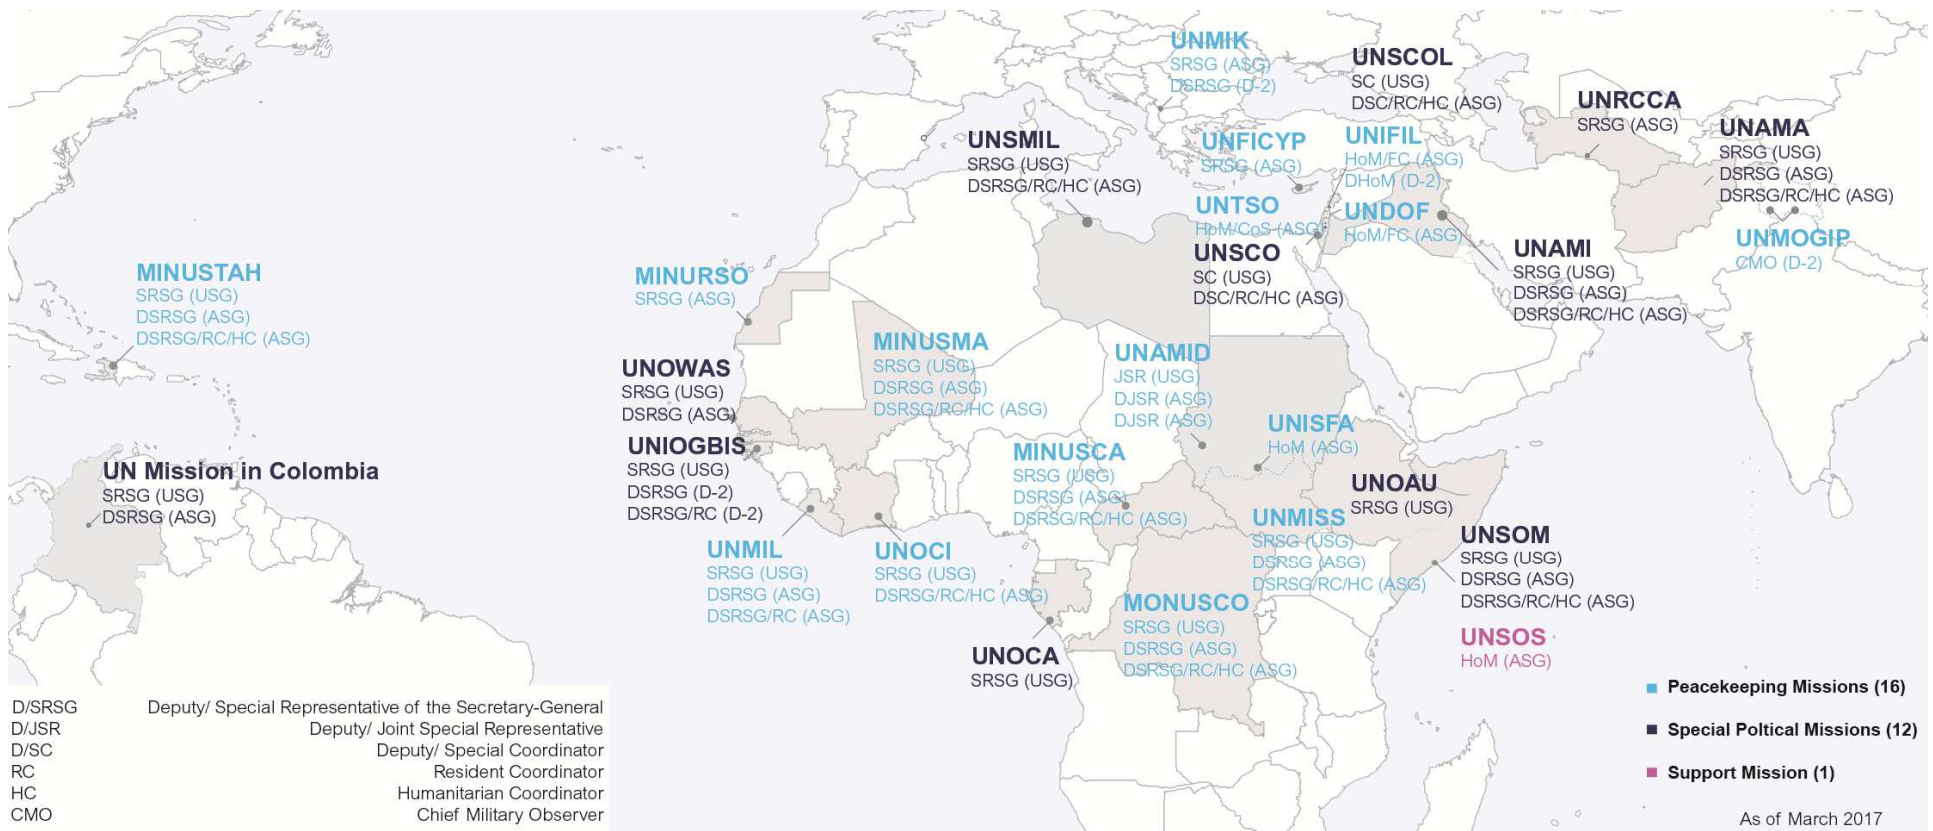 UNMIK
SRSG (ASG)
DSRSG (D-2)
UNSCOL
SC (USG)
DSC/RC/HC (ASG)
UNRCCA
SRSG (ASG)
UNAMA
SRSG (USG)
DSRSG (ASG)
DSRSG/RC/HC (ASG)
UNSMIL
SRSG (USG)
DSRSG/RC/HC (ASG)
UNFICYP
SRSG (ASG)
UNIFIL
HoM/FC (ASG)
DHoM (D-2)
UNTSO
HoM/CoS (ASG)
UNDOF
HoM/FC (ASG)
UNMOGIP
CMO (D-2)
UNSCO
SC (USG)
DSC/RC/HC (ASG)
UNAMI
SRSG (USG)
DSRSG (ASG)
DSRSG/RC/HC (ASG)
MINUSTAH
SRSG (USG)
DSRSG (ASG)
DSRSG/RC/HC (ASG)
MINURSO
SRSG (ASG)
MINUSMA
SRSG (USG)
DSRSG (ASG)
DSRSG/RC/HC (ASG)
UNAMID
JSR (USG)
DJSR (ASG)
DJSR (ASG)
UNOWAS
SRSG (USG)
DSRSG (ASG)
UNISFA
HoM (ASG)
UNIOGBIS
SRSG (USG)
DSRSG (D-2)
DSRSG/RC (D-2)
MINUSCA
SRSG (USG)
DSRSG (ASG)
DSRSG/RC/HC (ASG)
UN Mission in Colombia
SRSG (USG)
DSRSG (ASG)
UNOAU
SRSG (USG)
UNMISS
SRSG (USG)
DSRSG (ASG)
DSRSG/RC/HC (ASG)
UNSOM
SRSG (USG)
DSRSG (ASG)
DSRSG/RC/HC (ASG)
UNMIL
SRSG (USG)
DSRSG (ASG)
DSRSG/RC (ASG)
UNOCI
SRSG (USG)
DSRSG/RC/HC (ASG)
MONUSCO
SRSG (USG)
DSRSG (ASG)
DSRSG/RC/HC (ASG)
UNSOS
HoM (ASG)
UNOCA
SRSG (USG)
D/SRSG Deputy/ Special Representative of the Secretary-General
D/JSR Deputy/ Joint Special Representative
D/SC Deputy/ Special Coordinator
RC Resident Coordinator
HC Humanitarian Coordinator
CMO Chief Military Observer
Peacekeeping Missions (16)
Special Poltical Missions (12)
Support Mission (1)
As of March 2017